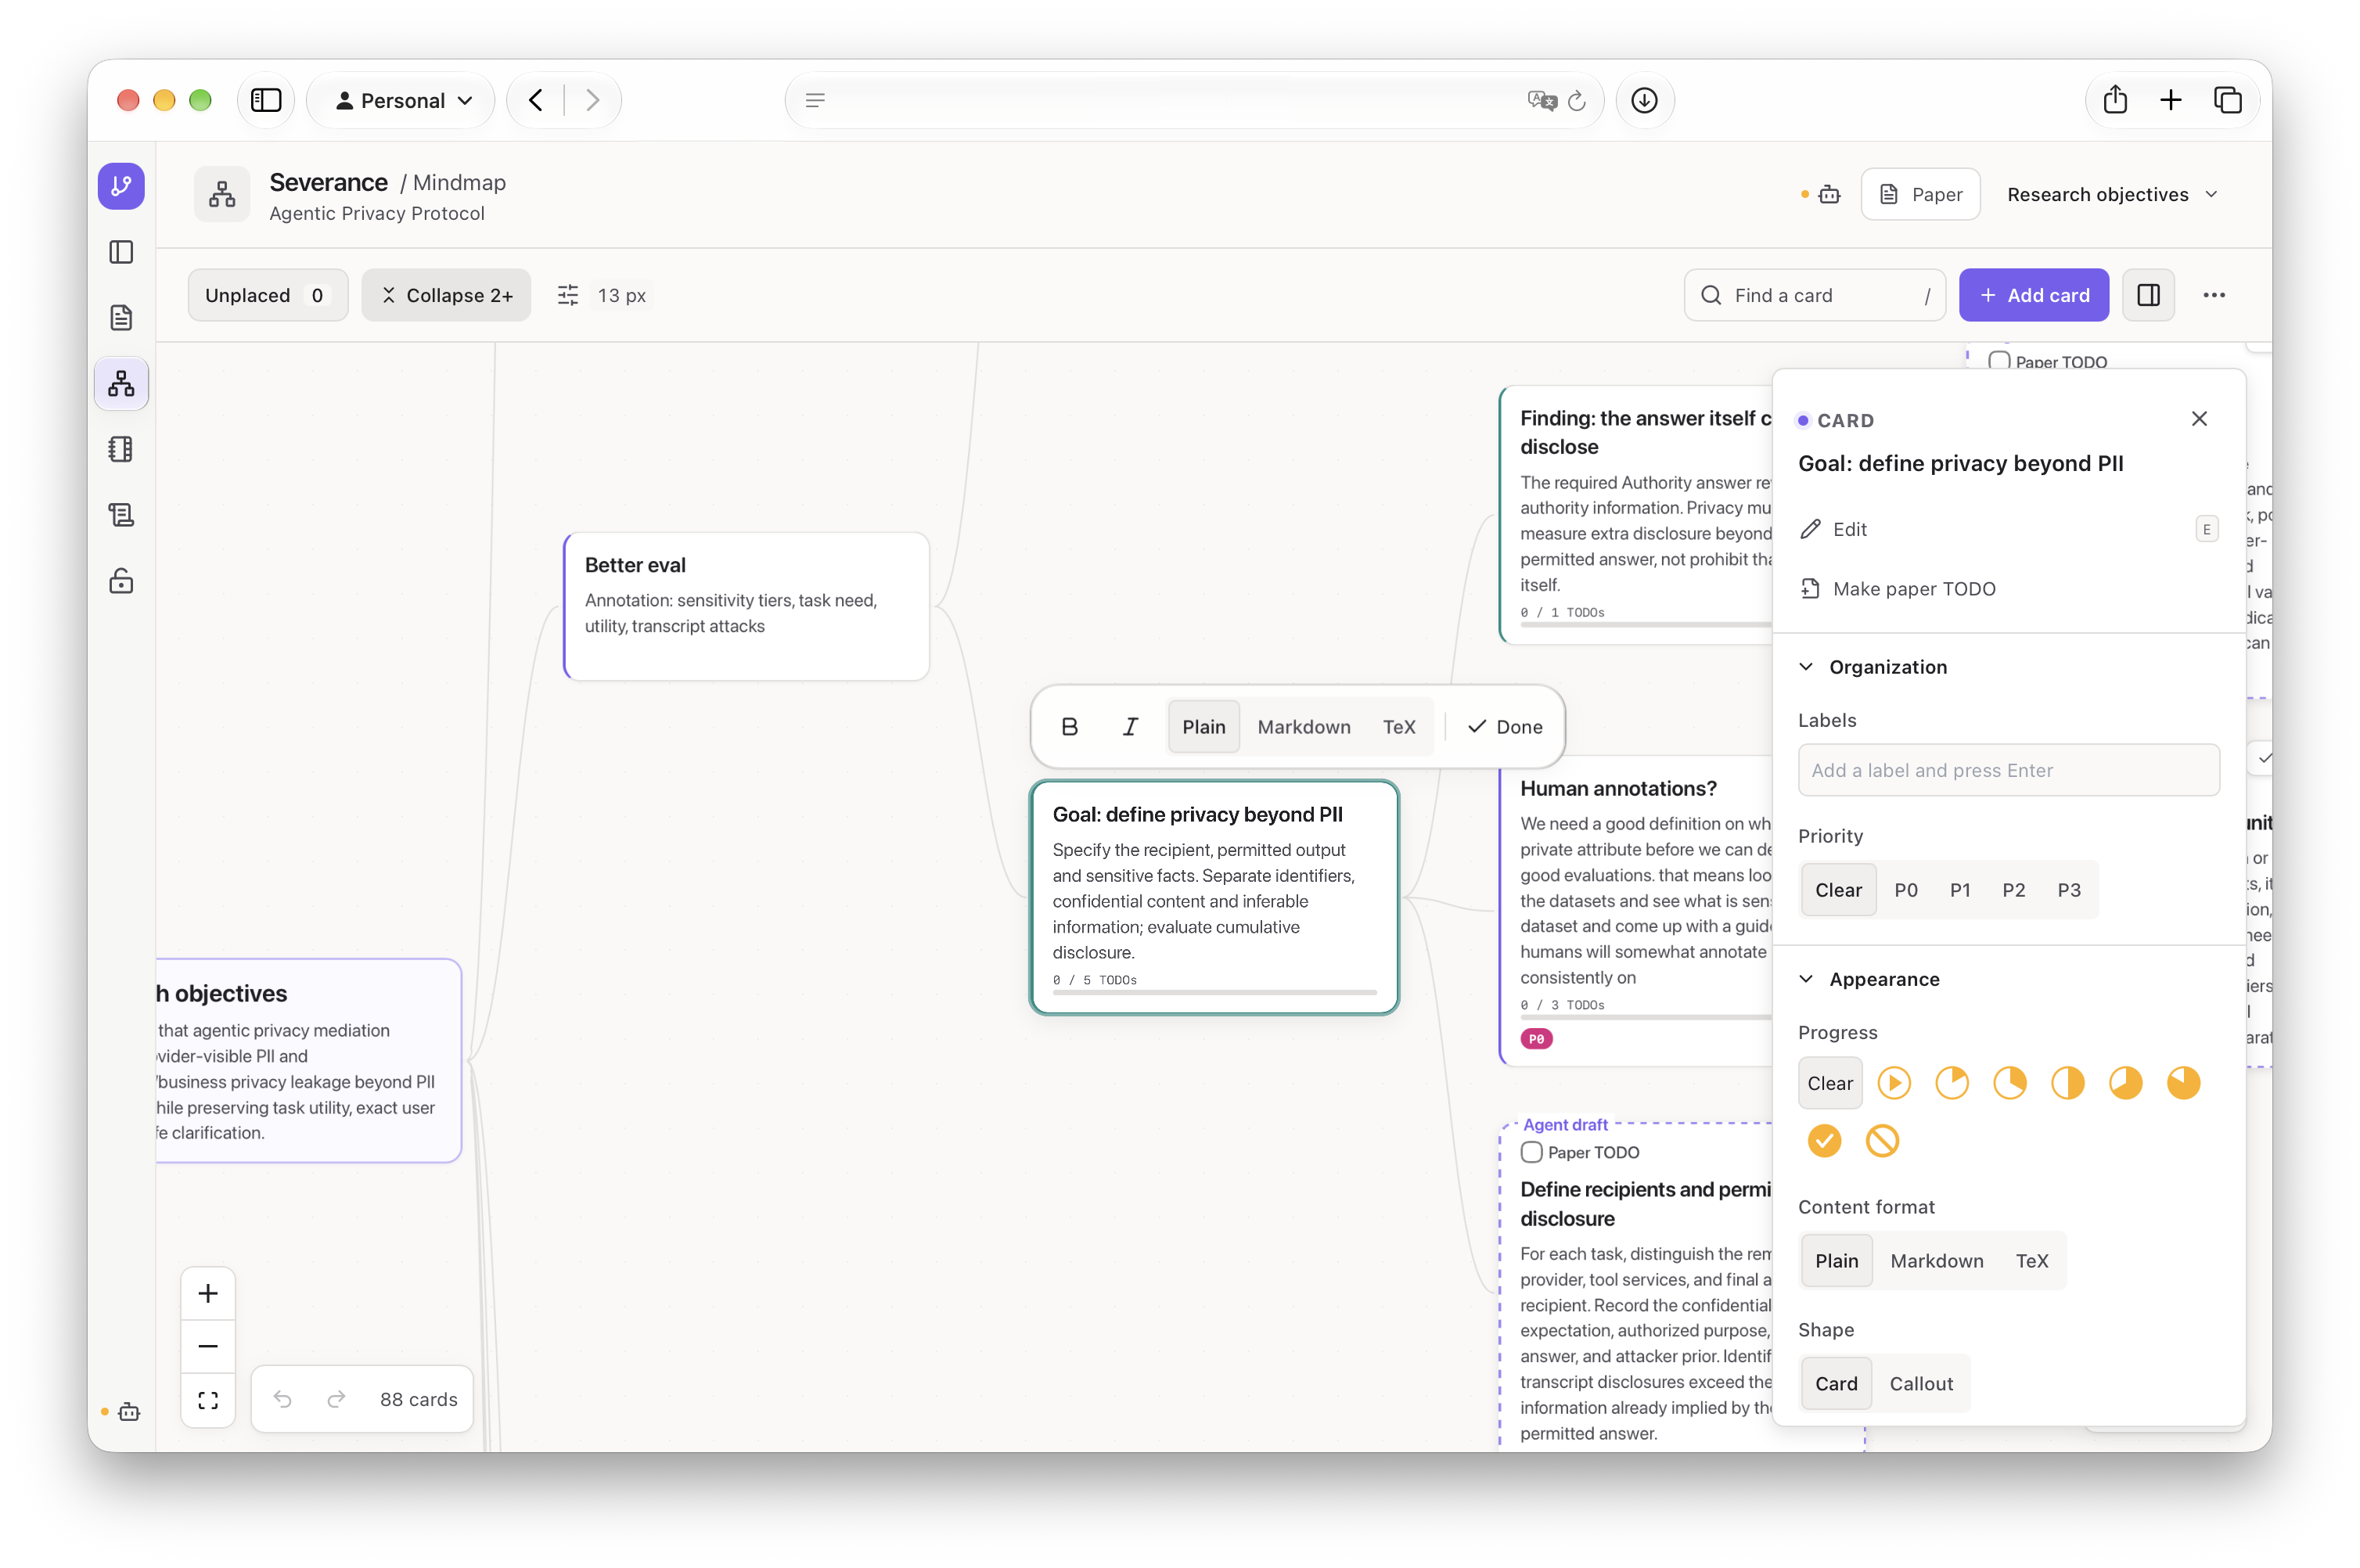 Personal
Severance / Mindmap
Agentic Privacy Protocol
Paper
Research objectives
Unplaced 0
Collapse 2+
13 px
Find a card /
Add card
Paper TODO
Better eval
Annotation: sensitivity tiers, task need,
utility, transcript attacks
h objectives
that agentic privacy mediation
vider-visible PII and
/business privacy leakage beyond PII
hile preserving task utility, exact user
fe clarification.
B I Plain Markdown TeX Done
Goal: define privacy beyond PII
Specify the recipient, permitted output
and sensitive facts. Separate identifiers,
confidential content and inferable
information; evaluate cumulative
disclosure.
0 / 5 TODOs
Finding: the answer itself c
disclose
The required Authority answer re
authority information. Privacy mu
measure extra disclosure beyond
permitted answer, not prohibit tha
itself.
0 / 1 TODOs
Human annotations?
We need a good definition on wh
private attribute before we can de
good evaluations. that means loo
the datasets and see what is sen
dataset and come up with a guid
humans will somewhat annotate
consistently on
0 / 3 TODOs
P0
Agent draft
Paper TODO
Define recipients and permi
disclosure
For each task, distinguish the rem
provider, tool services, and final a
recipient. Record the confidential
expectation, authorized purpose,
answer, and attacker prior. Identif
transcript disclosures exceed the
information already implied by the
permitted answer.
CARD
Goal: define privacy beyond PII
Edit E
Make paper TODO
Organization
Labels
Add a label and press Enter
Priority
Clear P0 P1 P2 P3
Appearance
Progress
Clear
Content format
Plain Markdown TeX
Shape
Card Callout
88 cards